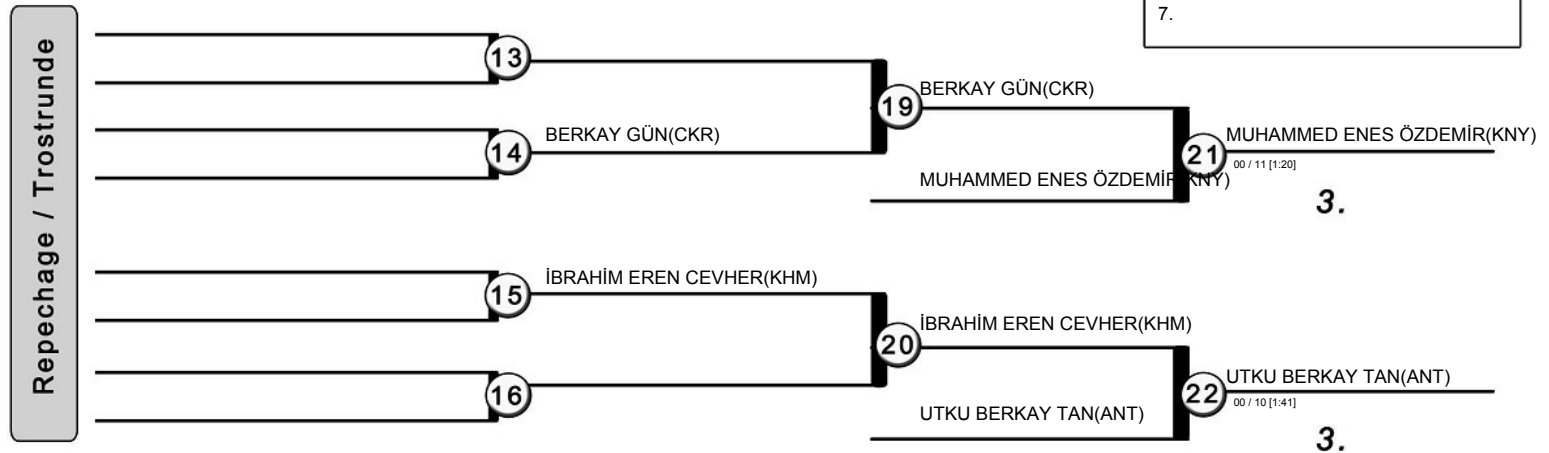 7.
Repechage / Trostrunde
13
BERKAY GÜN(CKR)
19
BERKAY GÜN(CKR)
14
MUHAMMED ENES ÖZDEMİR(KNY)
21
MUHAMMED ENES ÖZDEMİR(KNY)
00 / 11 [1:20]
3.
İBRAHİM EREN CEVHER(KHM)
15
İBRAHİM EREN CEVHER(KHM)
20
16
UTKU BERKAY TAN(ANT)
22
UTKU BERKAY TAN(ANT)
00 / 10 [1:41]
3.